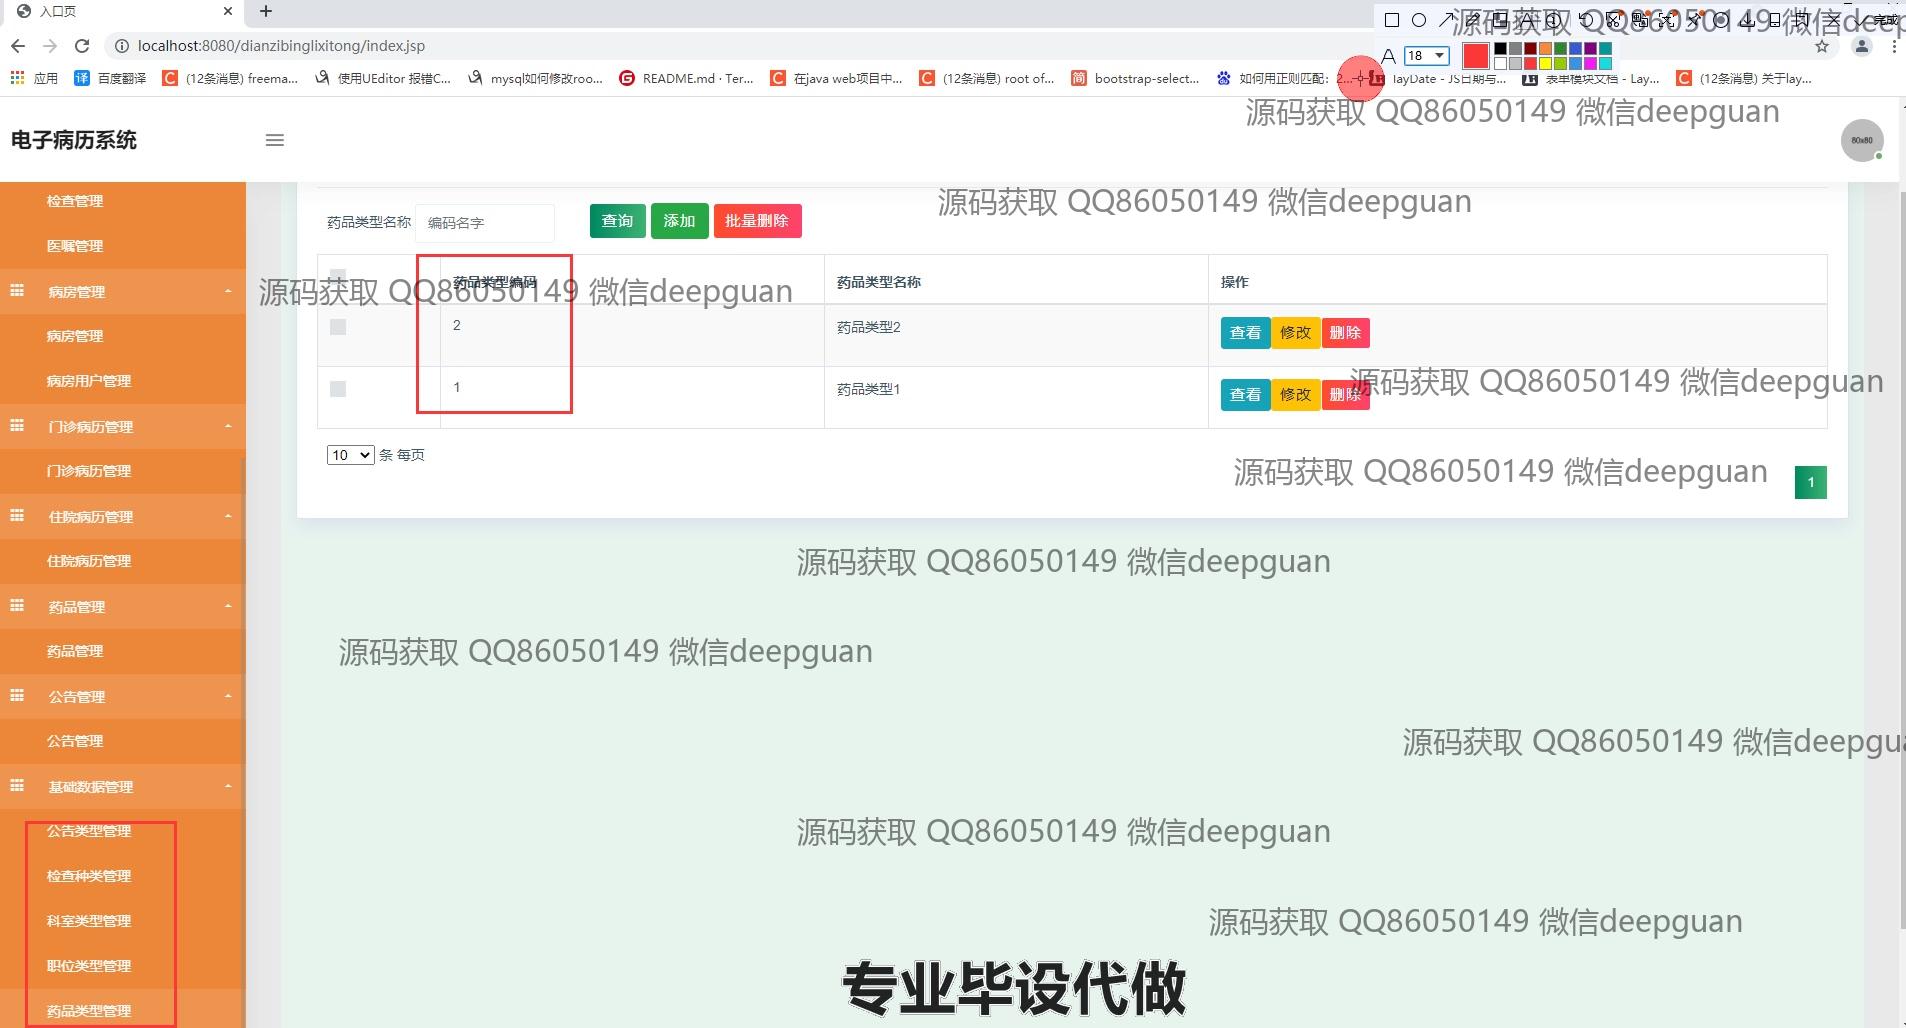 入口页
localhost:8080/dianzibinglixitong/index.jsp
源码获取 QQ86050149 微信deepgu
完成
18
应用 百度翻译 (12条消息) freema... 使用UEditor 报错C... mysql如何修改roo... README.md · Ter... 在java web项目中... (12条消息) root of... bootstrap-select... 如何用正则匹配：2... layDate - JS日期与... 表单模块文档 - Lay... (12条消息) 关于lay...
源码获取 QQ86050149 微信deepguan
电子病历系统
80x80
检查管理
源码获取 QQ86050149 微信deepguan
药品类型名称 编码名字 查询 添加 批量删除
医嘱管理
药品类型编码 药品类型名称 操作
病房管理
源码获取 QQ86050149 微信deepguan
2 药品类型2 查看 修改 删除
病房管理
病房用户管理
源码获取 QQ86050149 微信deepguan
1 药品类型1 查看 修改 删除
门诊病历管理
10 条 每页
门诊病历管理
源码获取 QQ86050149 微信deepguan
1
住院病历管理
住院病历管理
源码获取 QQ86050149 微信deepguan
药品管理
药品管理
源码获取 QQ86050149 微信deepguan
公告管理
公告管理
源码获取 QQ86050149 微信deepgu
基础数据管理
公告类型管理
源码获取 QQ86050149 微信deepguan
检查种类管理
科室类型管理
源码获取 QQ86050149 微信deepguan
职位类型管理
专业毕设代做
药品类型管理